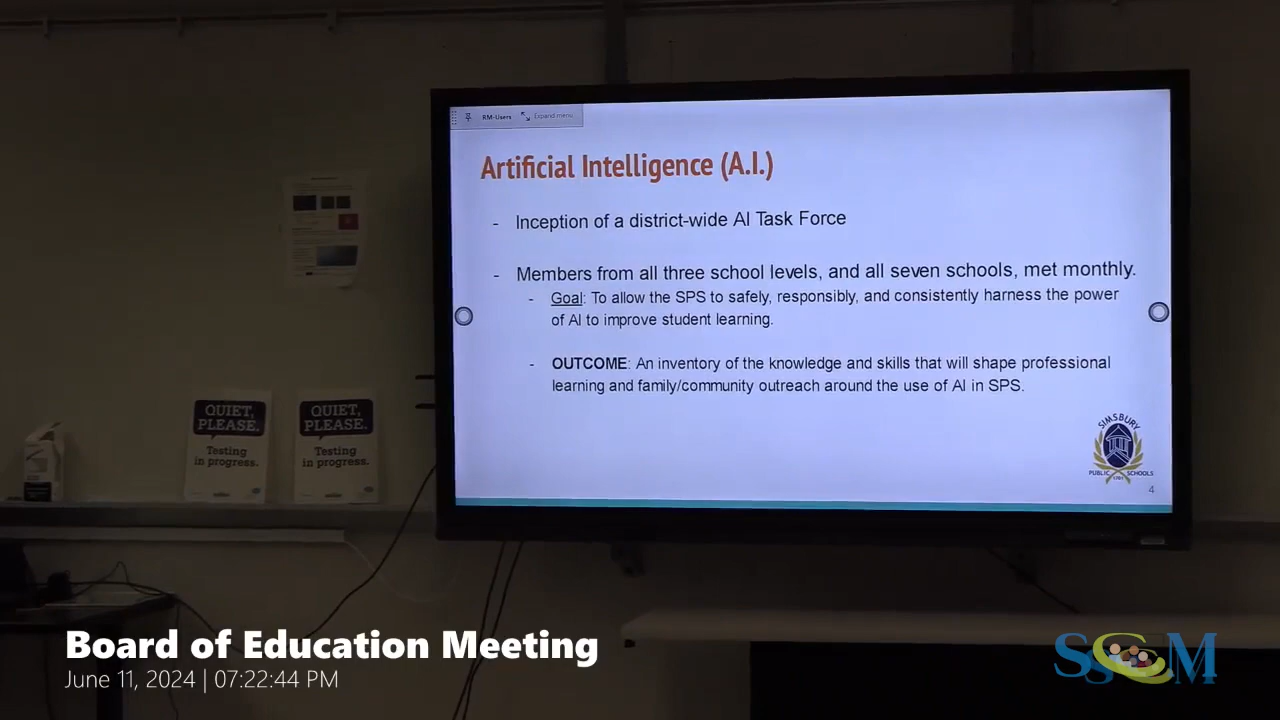 RM-Users Expand menu
Artificial Intelligence (A.I.)
- Inception of a district-wide AI Task Force
- Members from all three school levels, and all seven schools, met monthly.
- Goal: To allow the SPS to safely, responsibly, and consistently harness the power
of AI to improve student learning.
- OUTCOME: An inventory of the knowledge and skills that will shape professional
learning and family/community outreach around the use of AI in SPS.
SIMSBURY
PUBLIC SCHOOLS
4
QUIET,
PLEASE.
Testing
in progress.
QUIET,
PLEASE.
Testing
in progress.
Board of Education Meeting
June 11, 2024 | 07:22:44 PM